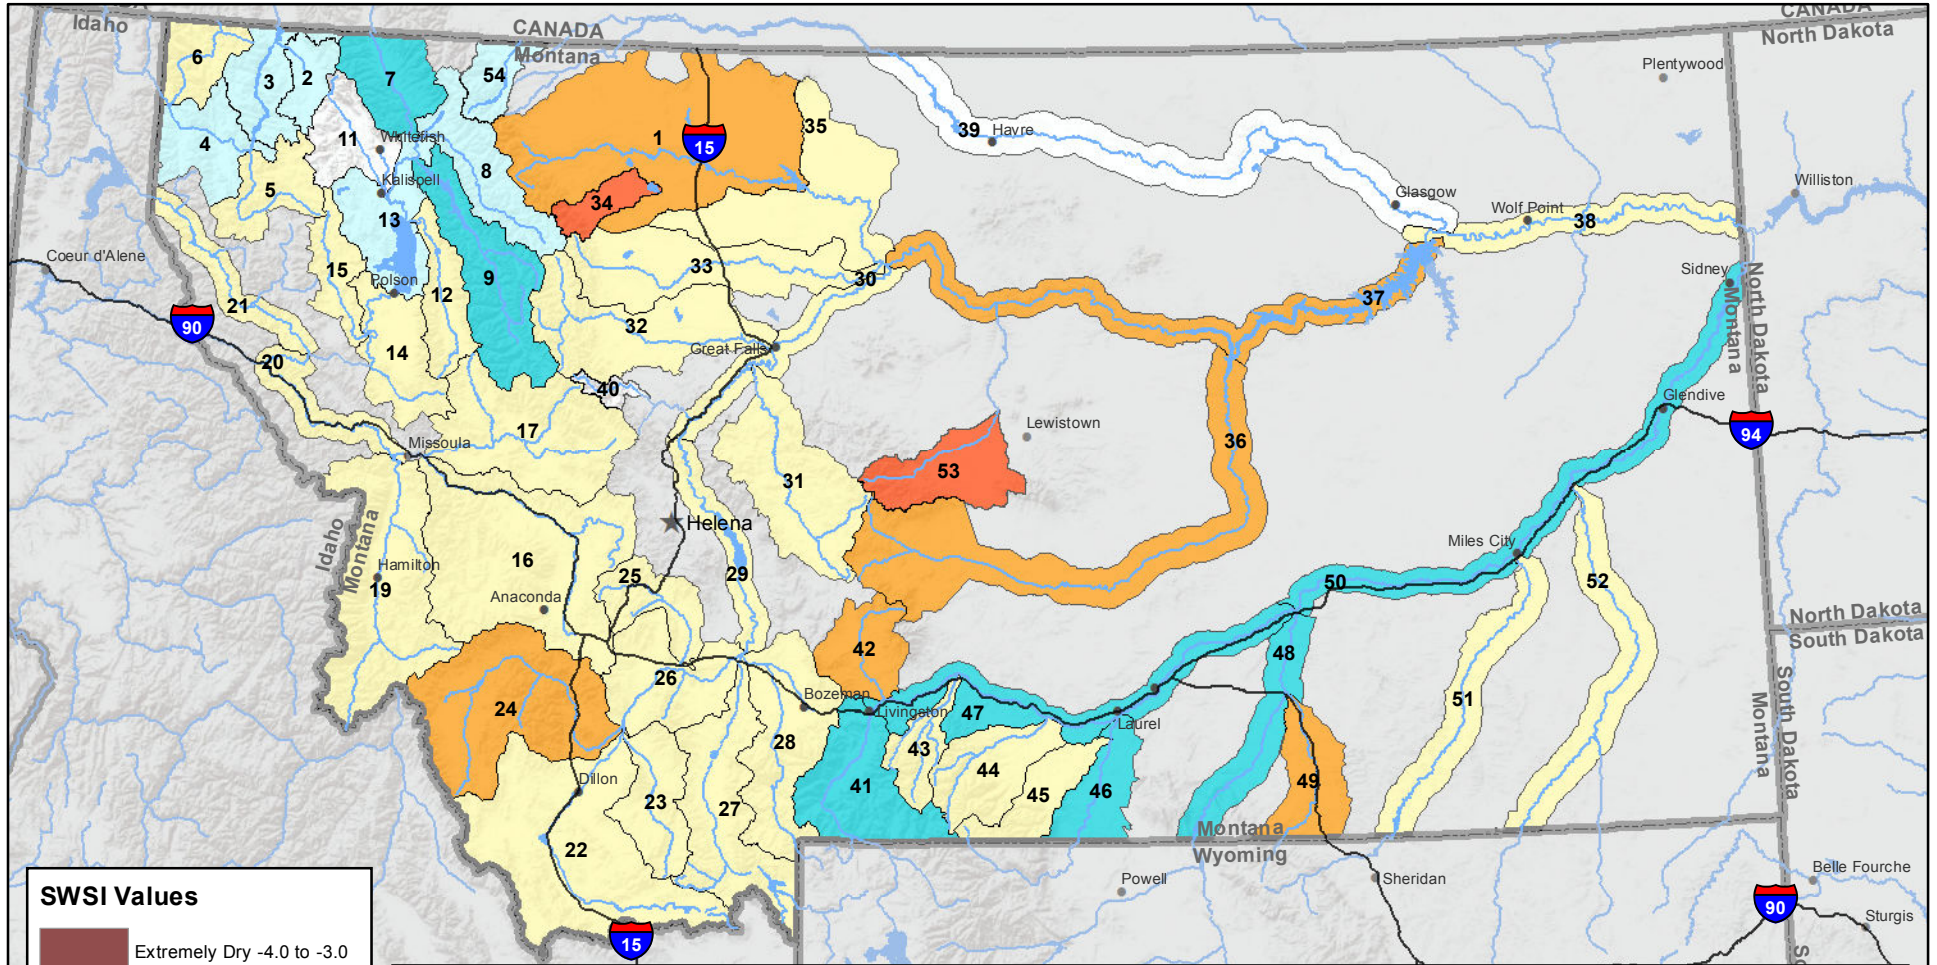 CANADA
Idaho
CANADA
Montana
CANADA
North Dakota
6
3
2
7
54
Plentywood
4
11
Whitefish
8
1
15
35
39
Havre
5
Kalispell
13
34
Glasgow
Wolf Point
38
Williston
Coeur d'Alene
21
15
Polson
12
9
33
30
37
Sidney
Montana
North Dakota
90
20
14
32
Great Falls
40
Glendive
94
17
Missoula
Lewistown
36
31
53
Helena
Idaho
Montana
Hamilton
19
16
Anaconda
25
29
Miles City
50
52
North Dakota
South Dakota
42
48
24
26
Bozeman
Livingston
47
Laurel
51
South Dakota
Montana
28
43
44
45
41
46
49
Dillon
23
27
22
Montana
Wyoming
Powell
Sheridan
Belle Fourche
90
Sturgis
15
So
SWSI Values
Extremely Dry -4.0 to -3.0